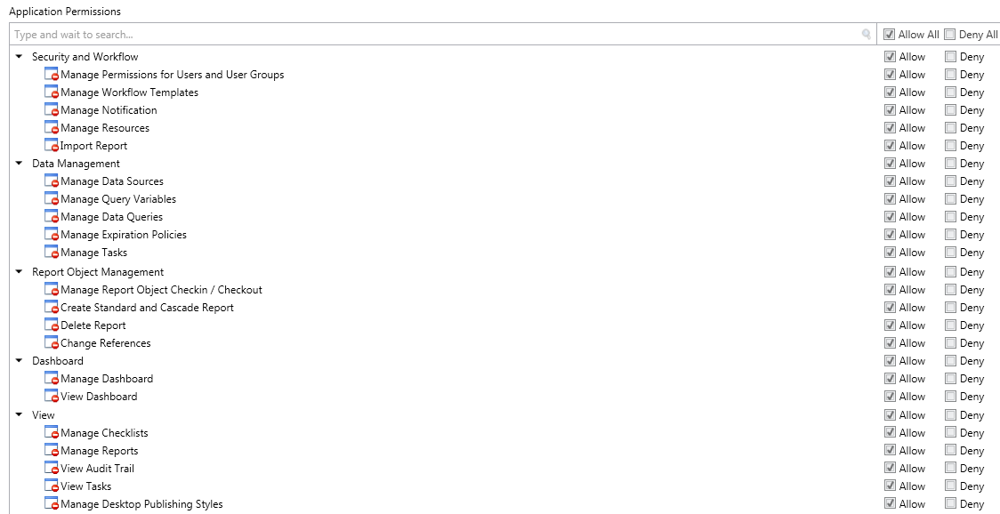 Application Permissions
Type and wait to search... Allow All Deny All
Security and Workflow Allow Deny
Manage Permissions for Users and User Groups Allow Deny
Manage Workflow Templates Allow Deny
Manage Notification Allow Deny
Manage Resources Allow Deny
Import Report Allow Deny
Data Management Allow Deny
Manage Data Sources Allow Deny
Manage Query Variables Allow Deny
Manage Data Queries Allow Deny
Manage Expiration Policies Allow Deny
Manage Tasks Allow Deny
Report Object Management Allow Deny
Manage Report Object Checkin / Checkout Allow Deny
Create Standard and Cascade Report Allow Deny
Delete Report Allow Deny
Change References Allow Deny
Dashboard Allow Deny
Manage Dashboard Allow Deny
View Dashboard Allow Deny
View Allow Deny
Manage Checklists Allow Deny
Manage Reports Allow Deny
View Audit Trail Allow Deny
View Tasks Allow Deny
Manage Desktop Publishing Styles Allow Deny